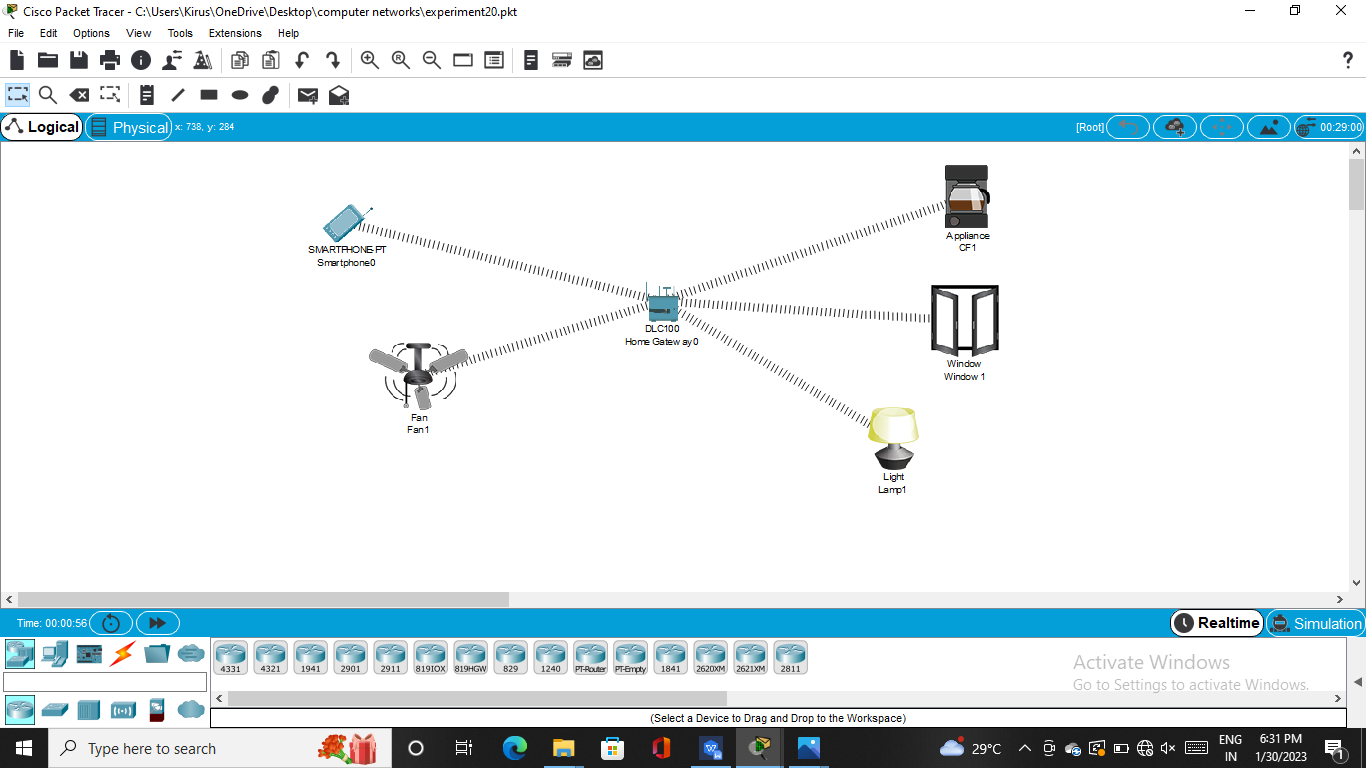 Cisco Packet Tracer - C:\Users\Kirus\OneDrive\Desktop\computer networks\experiment20.pkt
File Edit Options View Tools Extensions Help
?
Logical Physical x: 738, y: 284 [Root] 00:29:00
Appliance
CF1
SMARTPHONE-PT
Smartphone0
DLC100
Home Gateway0
Window
Window 1
Fan
Fan1
Light
Lamp1
Time: 00:00:56 Realtime Simulation
4331 4321 1941 2901 2911 819IOX 819HGW 829 1240 PT-Router PT-Empty 1841 2620XM 2621XM 2811
Activate Windows
Go to Settings to activate Windows.
(Select a Device to Drag and Drop to the Workspace)
Type here to search
29°C
ENG
IN
6:31 PM
1/30/2023
1